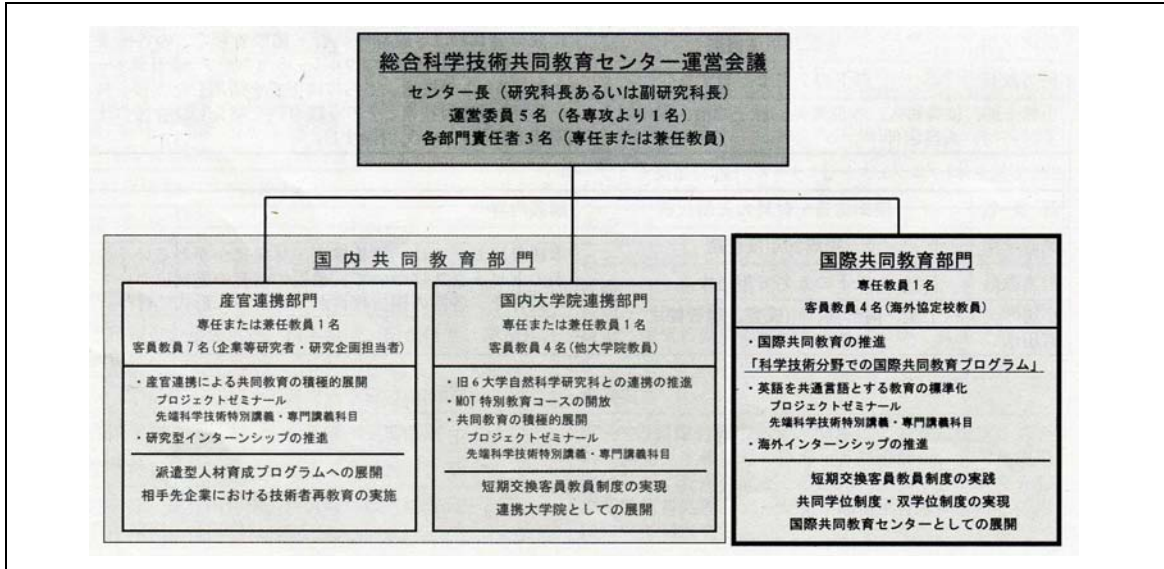 総合科学技術共同教育センター運営会議
センター長（研究科長あるいは副研究科長）
運営委員５名（各専攻より１名）
各部門責任者３名（専任または兼任教員）
国内共同教育部門
産官連携部門
専任または兼任教員１名
客員教員７名(企業等研究者・研究企画担当者)
・産官連携による共同教育の積極的展開
プロジェクトゼミナール
先端科学技術特別講義・専門講義科目
・研究型インターンシップの推進
派遣型人材育成プログラムへの展開
相手先企業における技術者再教育の実施
国内大学院連携部門
専任または兼任教員１名
客員教員４名(他大学院教員)
・旧６大学自然科学研究科との連携の推進
・MOT特別教育コースの開放
・共同教育の積極的展開
プロジェクトゼミナール
先端科学技術特別講義・専門講義科目
短期交換客員教員制度の実現
連携大学院としての展開
国際共同教育部門
専任教員１名
客員教員４名(海外協定校教員)
・国際共同教育の推進
「科学技術分野での国際共同教育プログラム」
・英語を共通言語とする教育の標準化
プロジェクトゼミナール
先端科学技術特別講義・専門講義科目
・海外インターンシップの推進
短期交換客員教員制度の実践
共同学位制度・双学位制度の実現
国際共同教育センターとしての展開